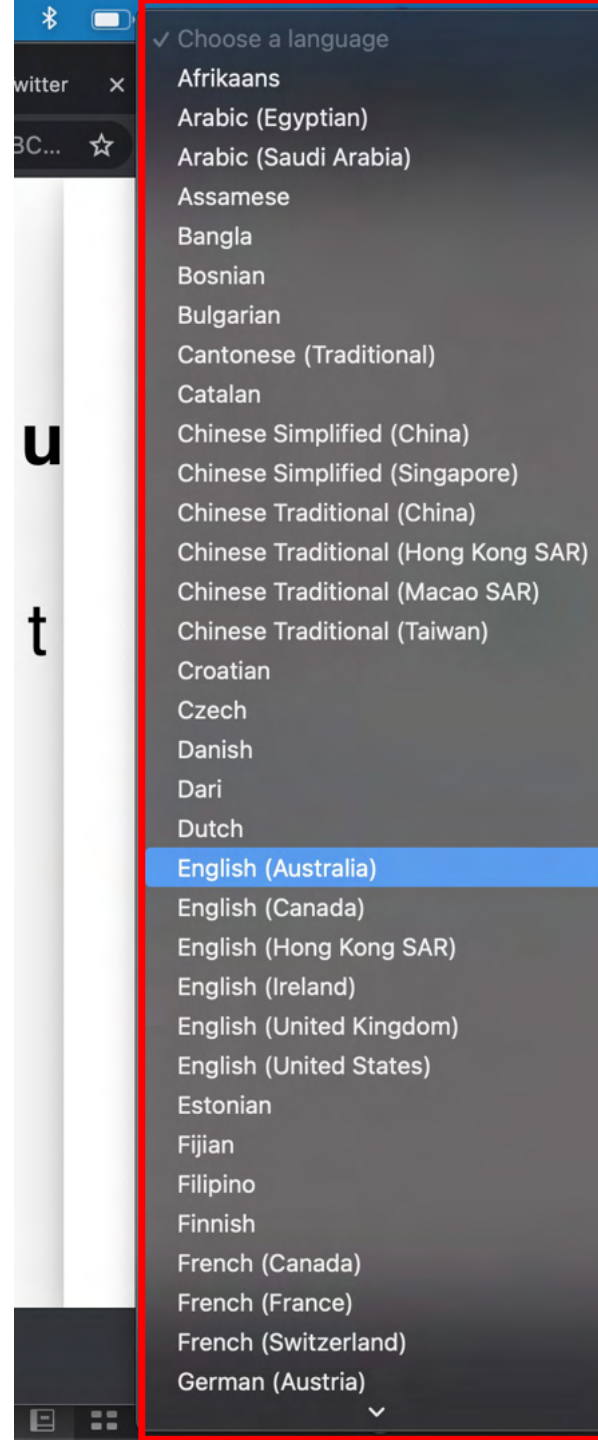 witter ×
BC...
u
t
✓ Choose a language
Afrikaans
Arabic (Egyptian)
Arabic (Saudi Arabia)
Assamese
Bangla
Bosnian
Bulgarian
Cantonese (Traditional)
Catalan
Chinese Simplified (China)
Chinese Simplified (Singapore)
Chinese Traditional (China)
Chinese Traditional (Hong Kong SAR)
Chinese Traditional (Macao SAR)
Chinese Traditional (Taiwan)
Croatian
Czech
Danish
Dari
Dutch
English (Australia)
English (Canada)
English (Hong Kong SAR)
English (Ireland)
English (United Kingdom)
English (United States)
Estonian
Fijian
Filipino
Finnish
French (Canada)
French (France)
French (Switzerland)
German (Austria)